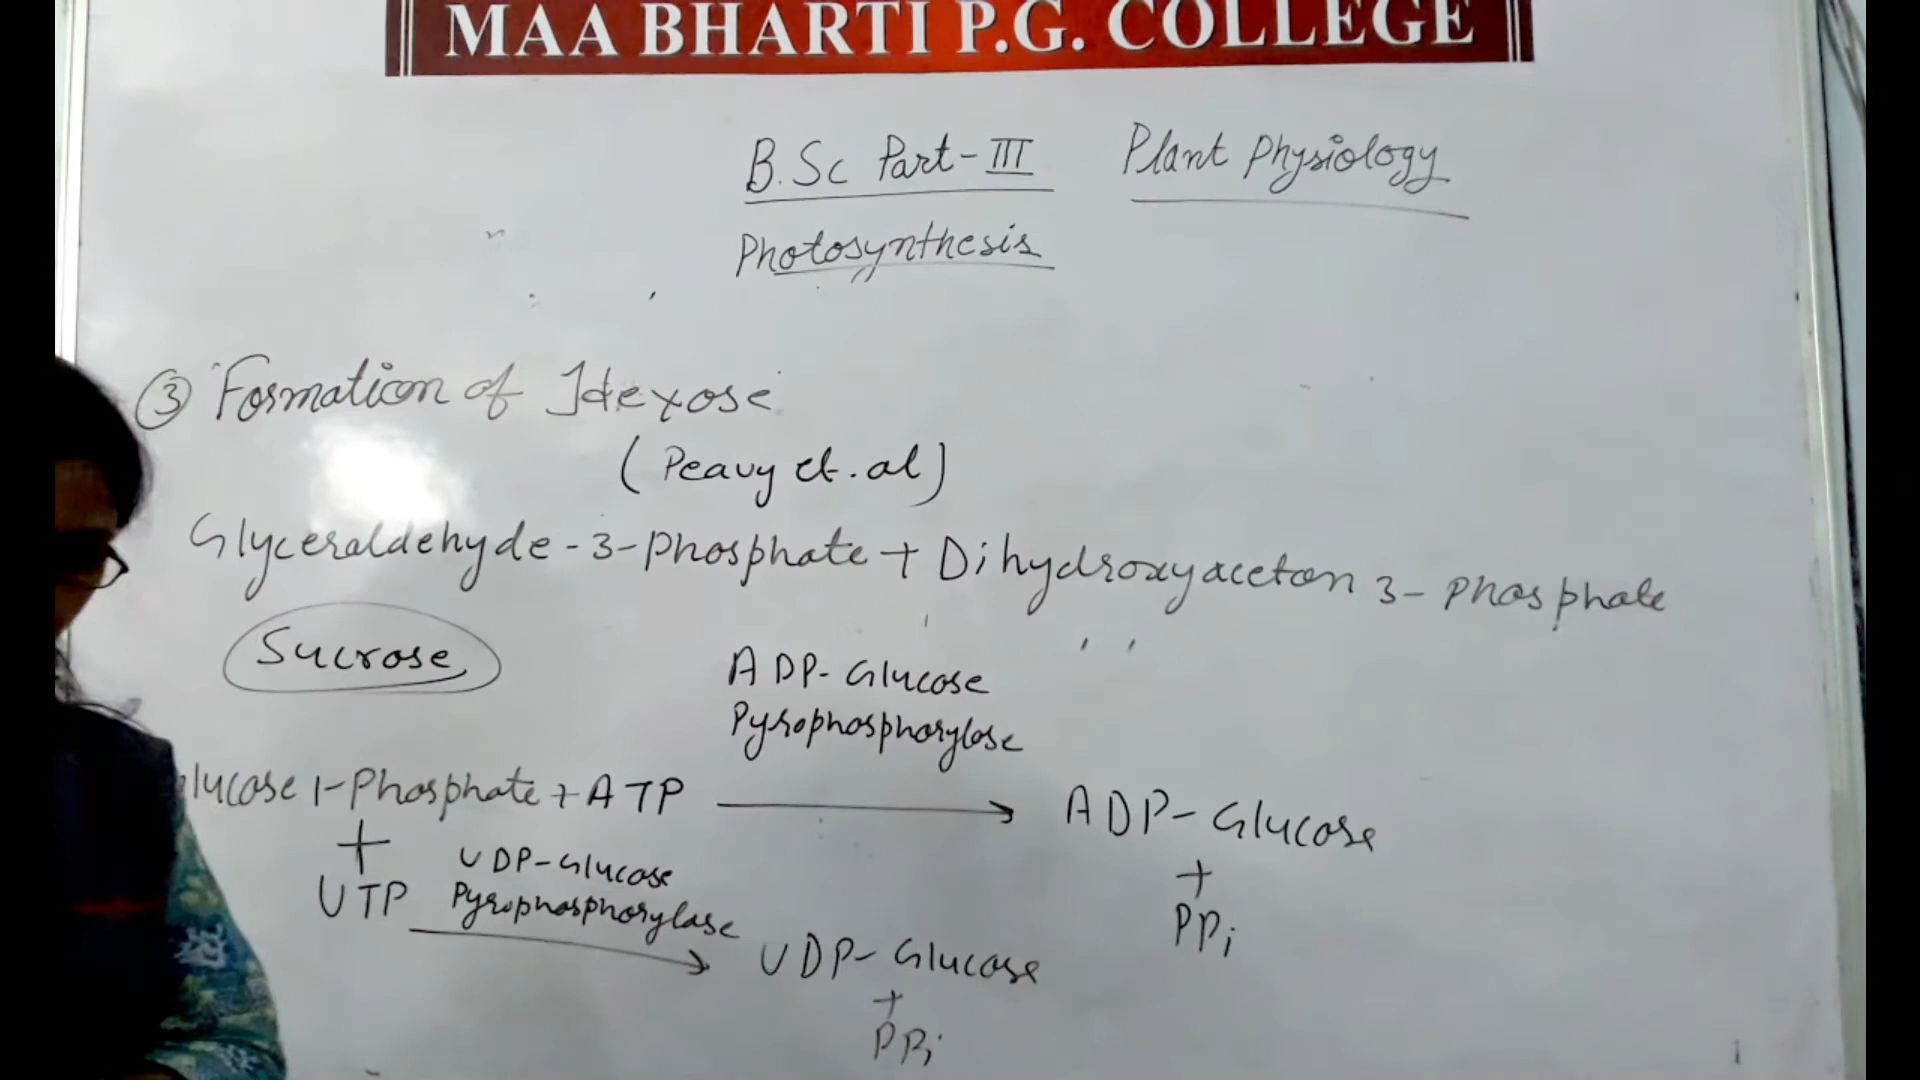 MAA BHARTI P.G. COLLEGE
B.Sc Part-III Plant Physiology
Photosynthesis
③ Formation of Hexose
(Peavy et.al)
Glyceraldehyde-3-Phosphate + Dihydroxyaceton 3-Phosphate
Sucrose
ADP-Glucose
Pyrophosphorylase
lucose 1-Phosphate + ATP → ADP-Glucose
+
PPi
+
UTP
UDP-Glucose
Pyrophosphorylase
→ UDP-Glucose
+
PPi